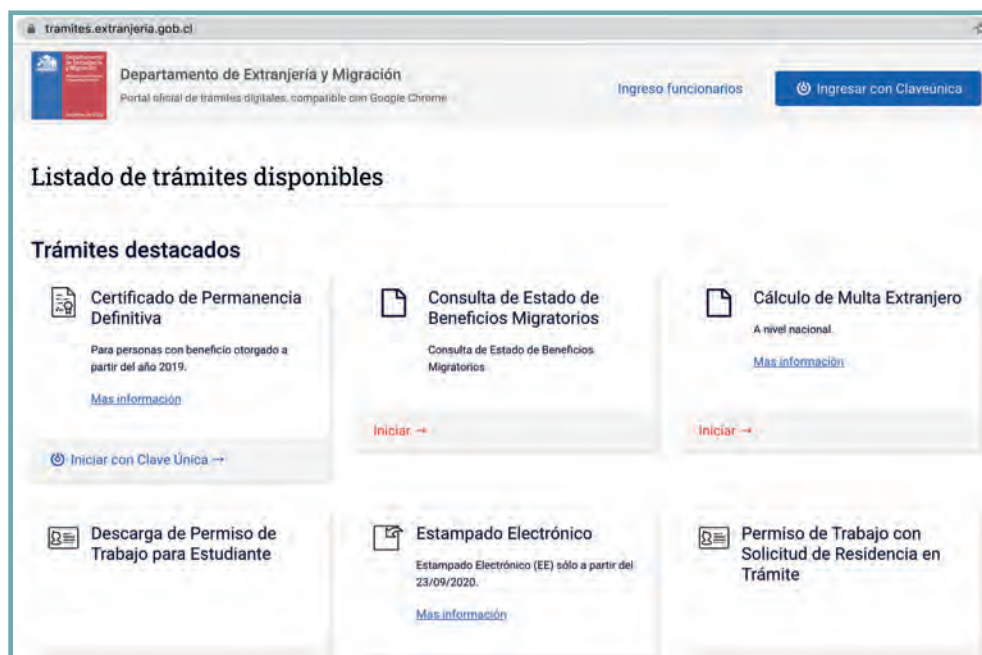 tramites.extranjeria.gob.cl
Departamento de Extranjería y Migración
Portal oficial de trámites digitales, compatible con Google Chrome
Ingreso funcionarios
Ingresar con Claveúnica
Listado de trámites disponibles
Trámites destacados
Certificado de Permanencia
Definitiva
Para personas con beneficio otorgado a
partir del año 2019.
Mas información
Iniciar con Clave Única →
Consulta de Estado de
Beneficios Migratorios
Consulta de Estado de Beneficios
Migratorios
Iniciar →
Cálculo de Multa Extranjero
A nivel nacional.
Mas información
Iniciar →
Descarga de Permiso de
Trabajo para Estudiante
Estampado Electrónico
Estampado Electrónico (EE) sólo a partir del
23/09/2020.
Mas información
Permiso de Trabajo con
Solicitud de Residencia en
Trámite